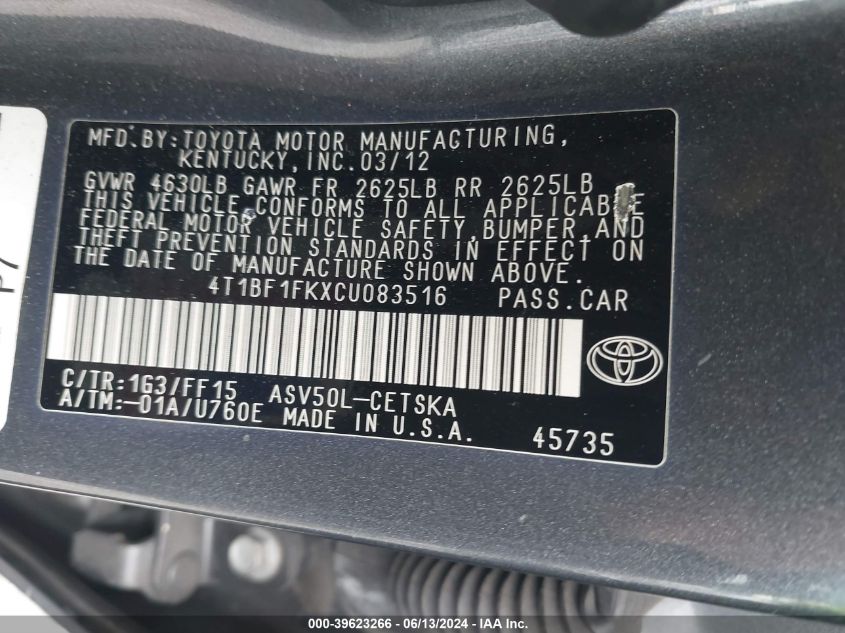 MFD. BY: TOYOTA MOTOR MANUFACTURING,
KENTUCKY, INC. 03/12
GVWR 4630LB GAWR FR 2625LB RR 2625LB
THIS VEHICLE CONFORMS TO ALL APPLICABLE
FEDERAL MOTOR VEHICLE SAFETY, BUMPER, AND
THEFT PREVENTION STANDARDS IN EFFECT ON
THE DATE OF MANUFACTURE SHOWN ABOVE.
4T1BF1FKXCU083516 PASS.CAR
C/TR:1G3/FF15 ASV50L-CETSKA
A/TM:-01A/U760E MADE IN U.S.A. 45735
000-39623266 - 06/13/2024 - IAA Inc.